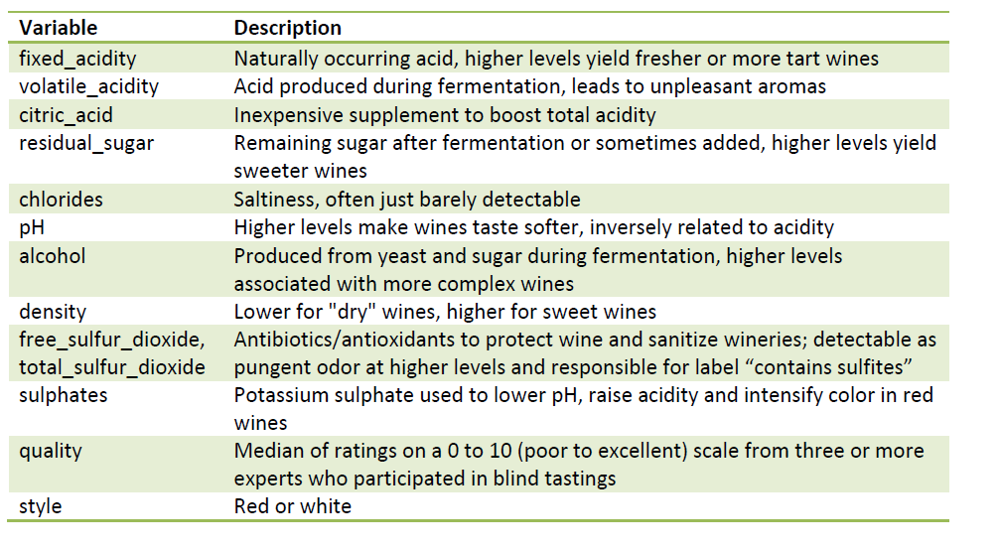 Variable Description
fixed_acidity Naturally occurring acid, higher levels yield fresher or more tart wines
volatile_acidity Acid produced during fermentation, leads to unpleasant aromas
citric_acid Inexpensive supplement to boost total acidity
residual_sugar Remaining sugar after fermentation or sometimes added, higher levels yield
sweeter wines
chlorides Saltiness, often just barely detectable
pH Higher levels make wines taste softer, inversely related to acidity
alcohol Produced from yeast and sugar during fermentation, higher levels
associated with more complex wines
density Lower for "dry" wines, higher for sweet wines
free_sulfur_dioxide, Antibiotics/antioxidants to protect wine and sanitize wineries; detectable as
total_sulfur_dioxide pungent odor at higher levels and responsible for label “contains sulfites”
sulphates Potassium sulphate used to lower pH, raise acidity and intensify color in red
wines
quality Median of ratings on a 0 to 10 (poor to excellent) scale from three or more
experts who participated in blind tastings
style Red or white